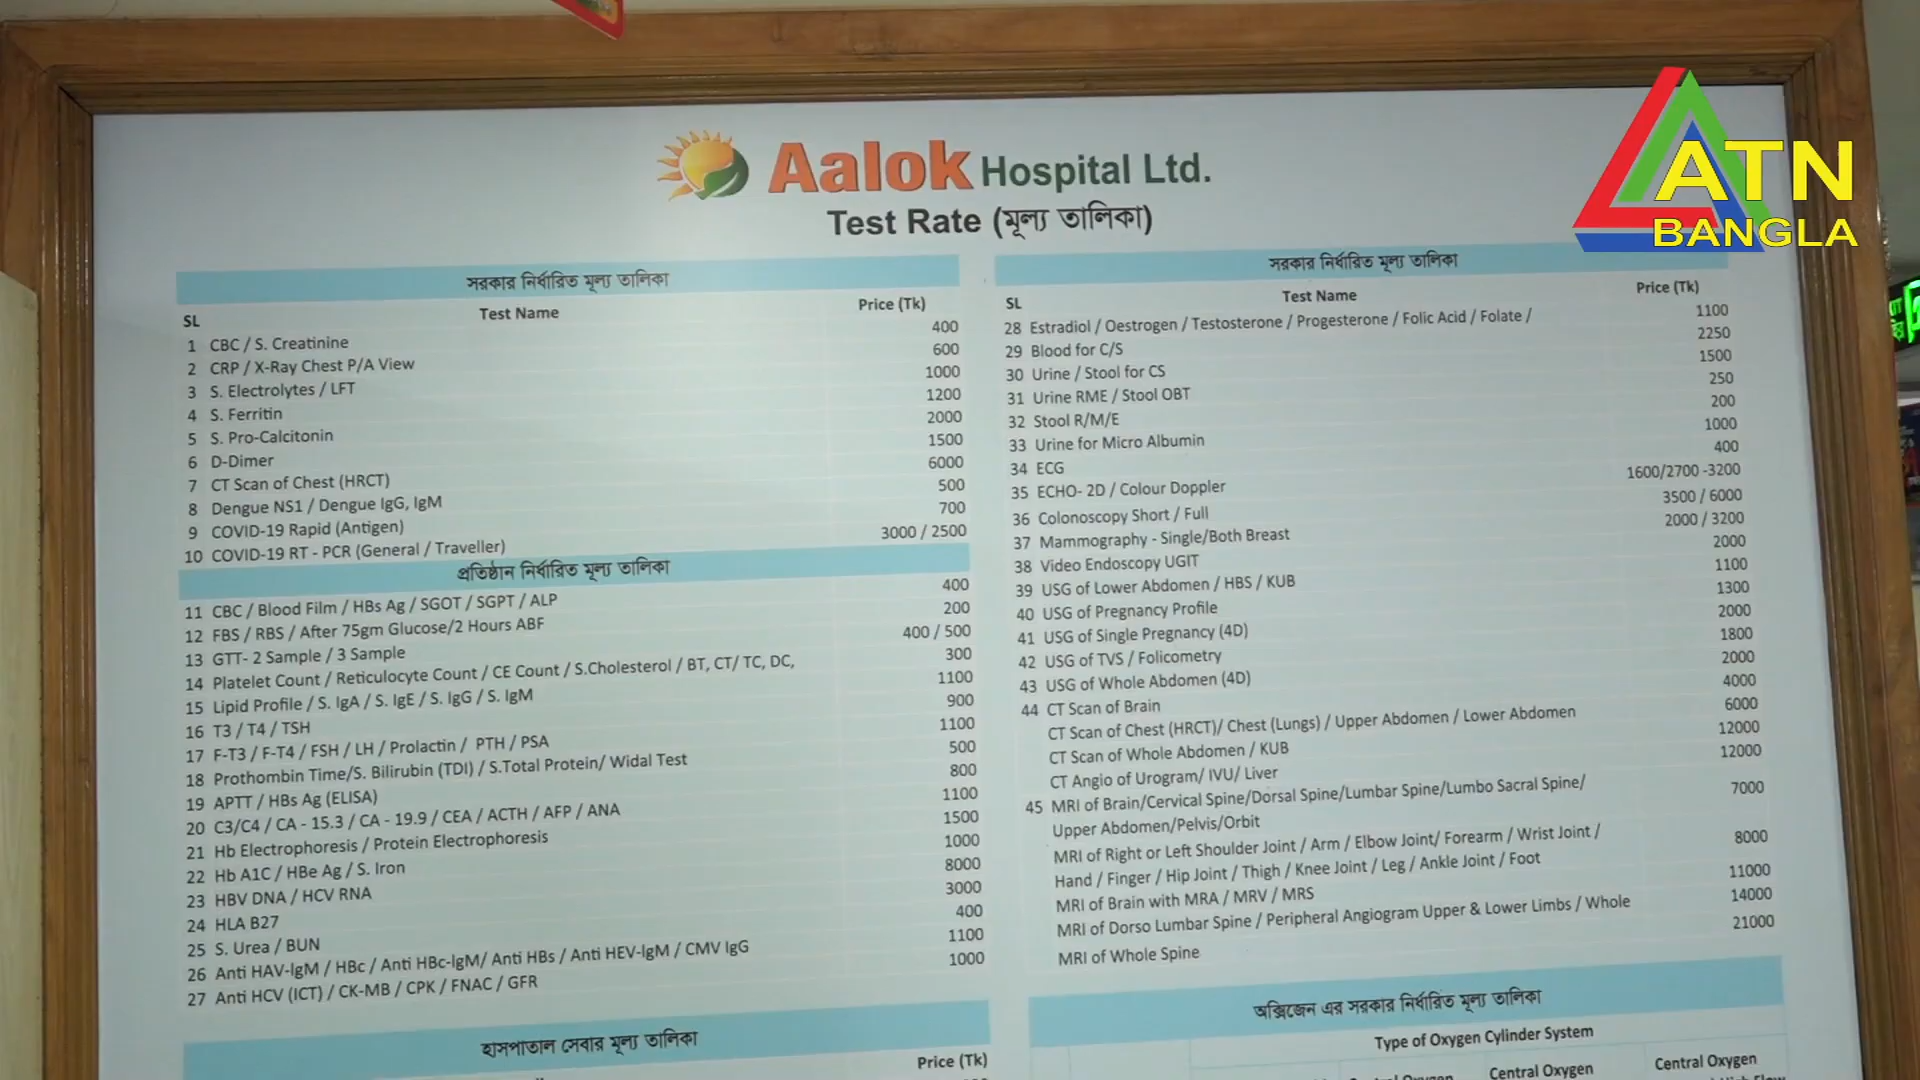 ATN
BANGLA
Aalok Hospital Ltd.
Test Rate (মূল্য তালিকা)
সরকার নির্ধারিত মূল্য তালিকা
SL Test Name Price (Tk)
1 CBC / S. Creatinine 400
2 CRP / X-Ray Chest P/A View 600
3 S. Electrolytes / LFT 1000
4 S. Ferritin 1200
5 S. Pro-Calcitonin 2000
6 D-Dimer 1500
7 CT Scan of Chest (HRCT) 6000
8 Dengue NS1 / Dengue IgG, IgM 500
9 COVID-19 Rapid (Antigen) 700
10 COVID-19 RT - PCR (General / Traveller) 3000 / 2500
প্রতিষ্ঠান নির্ধারিত মূল্য তালিকা
11 CBC / Blood Film / HBs Ag / SGOT / SGPT / ALP 400
12 FBS / RBS / After 75gm Glucose/2 Hours ABF 200
13 GTT- 2 Sample / 3 Sample 400 / 500
14 Platelet Count / Reticulocyte Count / CE Count / S.Cholesterol / BT, CT/ TC, DC, 300
15 Lipid Profile / S. IgA / S. IgE / S. IgG / S. IgM 1100
16 T3 / T4 / TSH 900
17 F-T3 / F-T4 / FSH / LH / Prolactin / PTH / PSA 1100
18 Prothombin Time/S. Bilirubin (TDI) / S.Total Protein/ Widal Test 500
19 APTT / HBs Ag (ELISA) 800
20 C3/C4 / CA - 15.3 / CA - 19.9 / CEA / ACTH / AFP / ANA 1100
21 Hb Electrophoresis / Protein Electrophoresis 1500
22 Hb A1C / HBe Ag / S. Iron 1000
23 HBV DNA / HCV RNA 8000
24 HLA B27 3000
25 S. Urea / BUN 400
26 Anti HAV-IgM / HBc / Anti HBc-IgM/ Anti HBs / Anti HEV-IgM / CMV IgG 1100
27 Anti HCV (ICT) / CK-MB / CPK / FNAC / GFR 1000
হাসপাতাল সেবার মূল্য তালিকা
Price (Tk)
সরকার নির্ধারিত মূল্য তালিকা
SL Test Name Price (Tk)
28 Estradiol / Oestrogen / Testosterone / Progesterone / Folic Acid / Folate / 1100
29 Blood for C/S 2250
30 Urine / Stool for CS 1500
31 Urine RME / Stool OBT 250
32 Stool R/M/E 200
33 Urine for Micro Albumin 1000
34 ECG 400
35 ECHO- 2D / Colour Doppler 1600/2700 -3200
36 Colonoscopy Short / Full 3500 / 6000
37 Mammography - Single/Both Breast 2000 / 3200
38 Video Endoscopy UGIT 2000
39 USG of Lower Abdomen / HBS / KUB 1100
40 USG of Pregnancy Profile 1300
41 USG of Single Pregnancy (4D) 2000
42 USG of TVS / Folicometry 1800
43 USG of Whole Abdomen (4D) 2000
44 CT Scan of Brain 4000
CT Scan of Chest (HRCT)/ Chest (Lungs) / Upper Abdomen / Lower Abdomen 6000
CT Scan of Whole Abdomen / KUB 12000
CT Angio of Urogram/ IVU/ Liver 12000
45 MRI of Brain/Cervical Spine/Dorsal Spine/Lumbar Spine/Lumbo Sacral Spine/ 7000
Upper Abdomen/Pelvis/Orbit
MRI of Right or Left Shoulder Joint / Arm / Elbow Joint/ Forearm / Wrist Joint / 8000
Hand / Finger / Hip Joint / Thigh / Knee Joint / Leg / Ankle Joint / Foot
MRI of Brain with MRA / MRV / MRS 11000
MRI of Dorso Lumbar Spine / Peripheral Angiogram Upper & Lower Limbs / Whole 14000
MRI of Whole Spine 21000
অক্সিজেন এর সরকার নির্ধারিত মূল্য তালিকা
Type of Oxygen Cylinder System
Central Oxygen Central Oxygen Central Oxygen